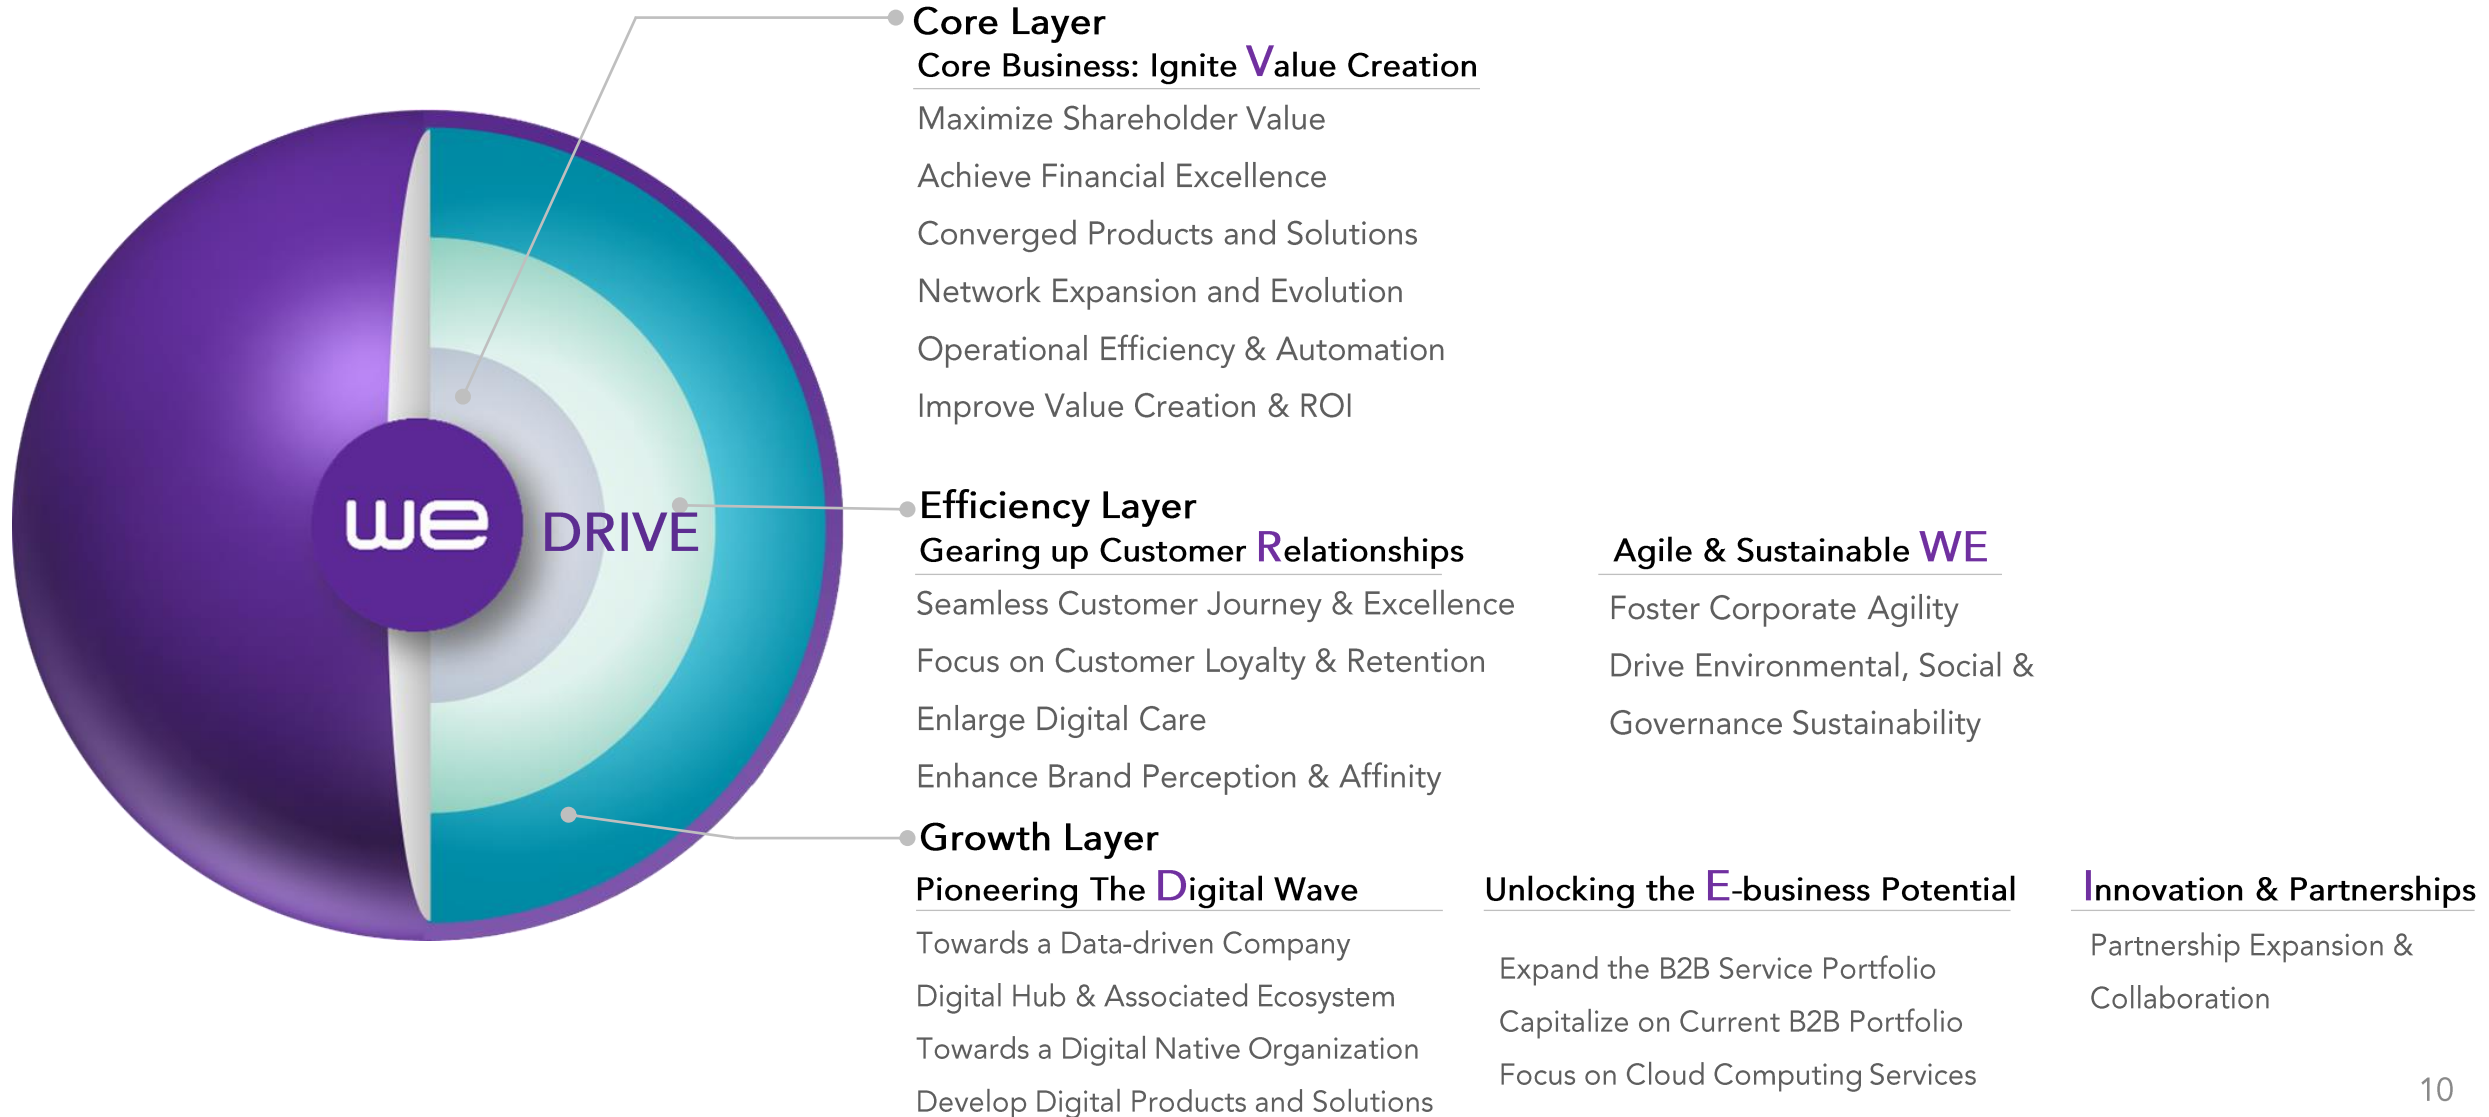 Core Layer
Core Business: Ignite Value Creation
Maximize Shareholder Value
Achieve Financial Excellence
Converged Products and Solutions
Network Expansion and Evolution
Operational Efficiency & Automation
Improve Value Creation & ROI
we
DRIVE
Efficiency Layer
Gearing up Customer Relationships
Seamless Customer Journey & Excellence
Focus on Customer Loyalty & Retention
Enlarge Digital Care
Enhance Brand Perception & Affinity
Agile & Sustainable WE
Foster Corporate Agility
Drive Environmental, Social &
Governance Sustainability
Growth Layer
Pioneering The Digital Wave
Towards a Data-driven Company
Digital Hub & Associated Ecosystem
Towards a Digital Native Organization
Develop Digital Products and Solutions
Unlocking the E-business Potential
Expand the B2B Service Portfolio
Capitalize on Current B2B Portfolio
Focus on Cloud Computing Services
Innovation & Partnerships
Partnership Expansion &
Collaboration
10